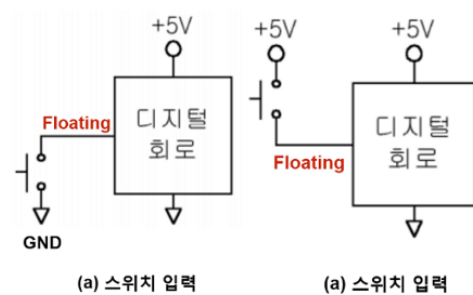 +5V
Floating
디지털
회로
GND
(a) 스위치 입력
+5V
+5V
Floating
디지털
회로
(a) 스위치 입력